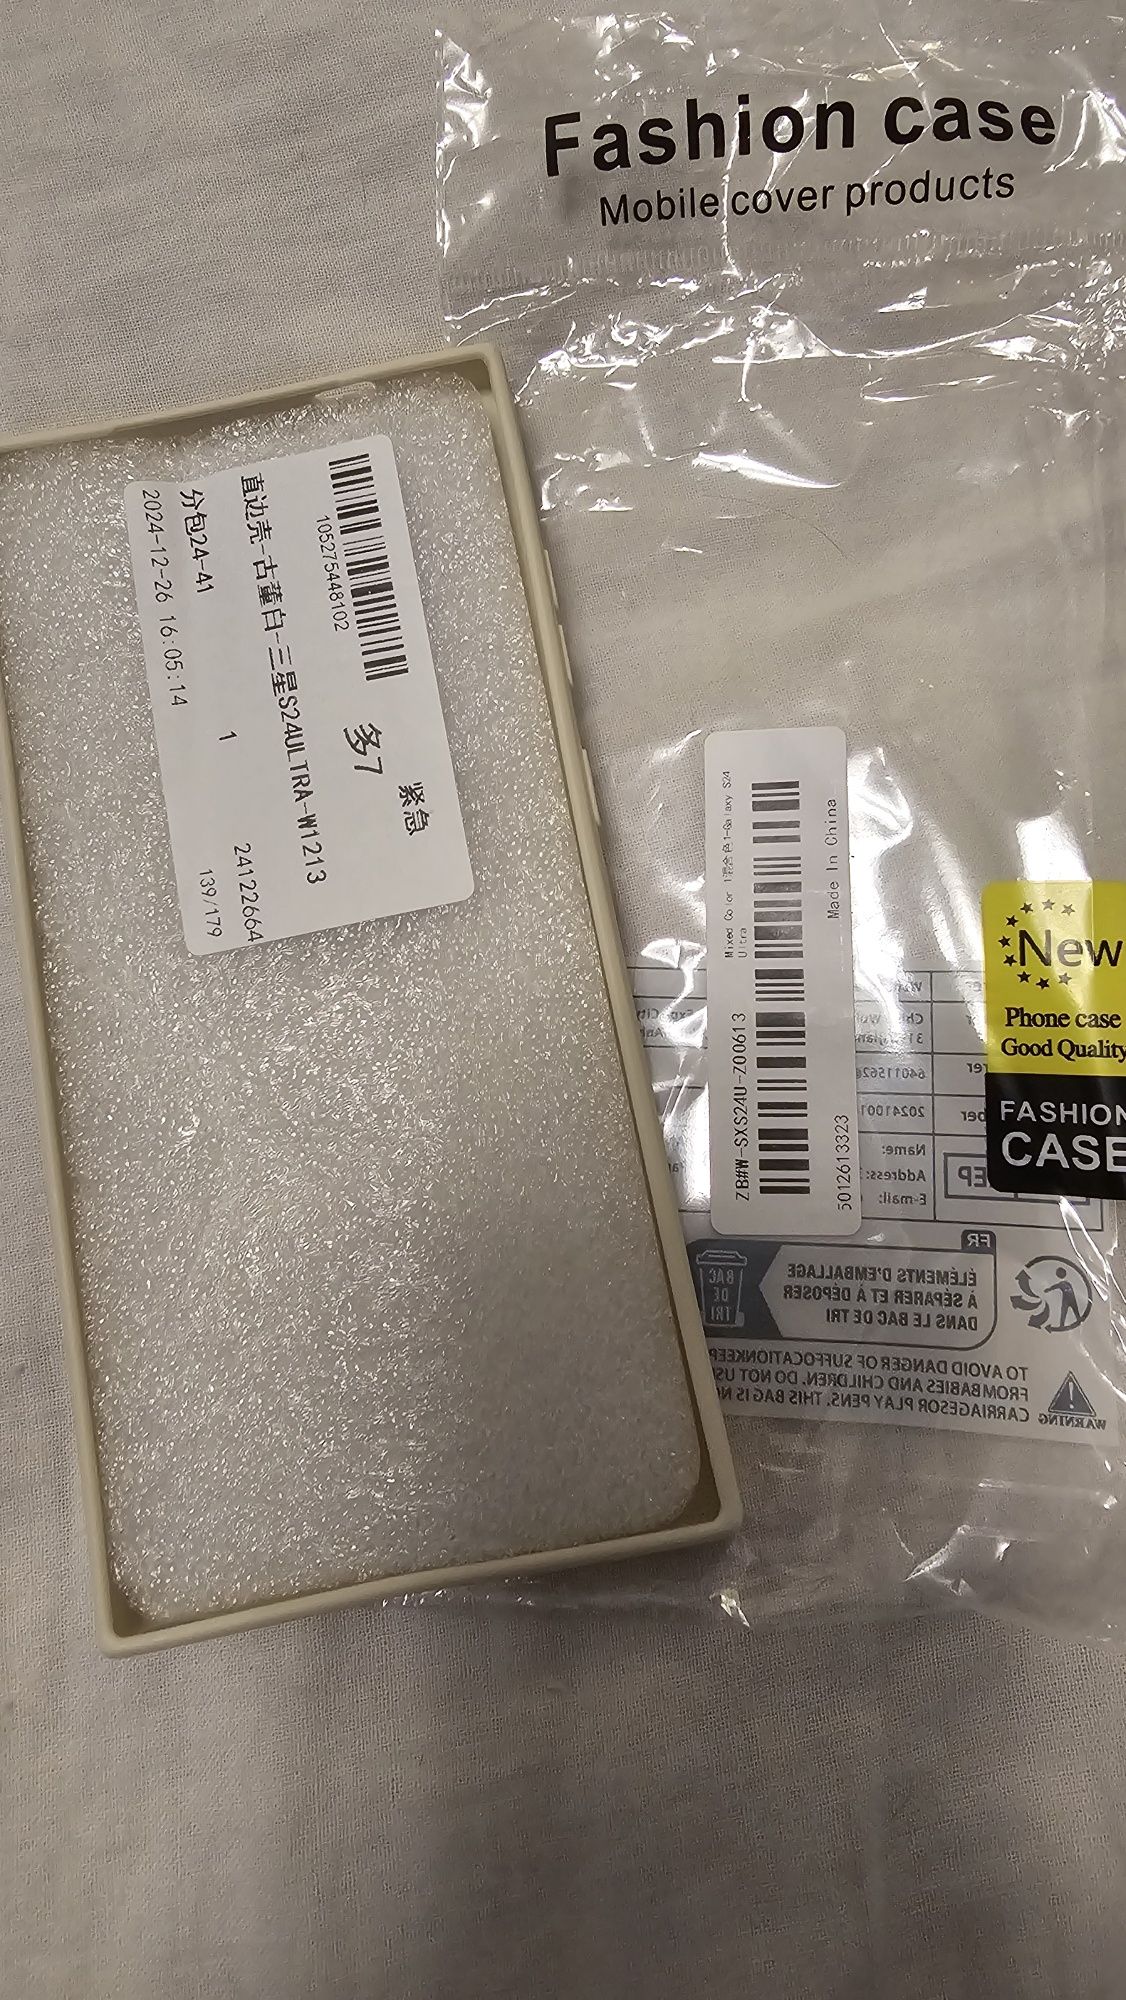 Fashion case
Mobile cover products
105275448102
多7
紧急
直边壳-古董白-三星S24ULTRA-W1213
分包24-41
1
24122664
2024-12-26 16:05:14
139/179
Mixed Color 1混合色1-Galaxy S24
Ultra
Made In China
ZB#W-SXS24U-Z00613
5012613323
New
Phone case
Good Quality
FASHION
CASE
Name:
Address:
E-mail:
FR
ÉLÉMENTS D'EMBALLAGE
À SÉPARER ET À DÉPOSER
DANS LE BAC DE TRI
BAC
DE
TRI
WARNING
TO AVOID DANGER OF SUFFOCATIONKEEP
FROMBABIES AND CHILDREN. DO NOT US
CARRIAGESOR PLAY PENS. THIS BAG IS N